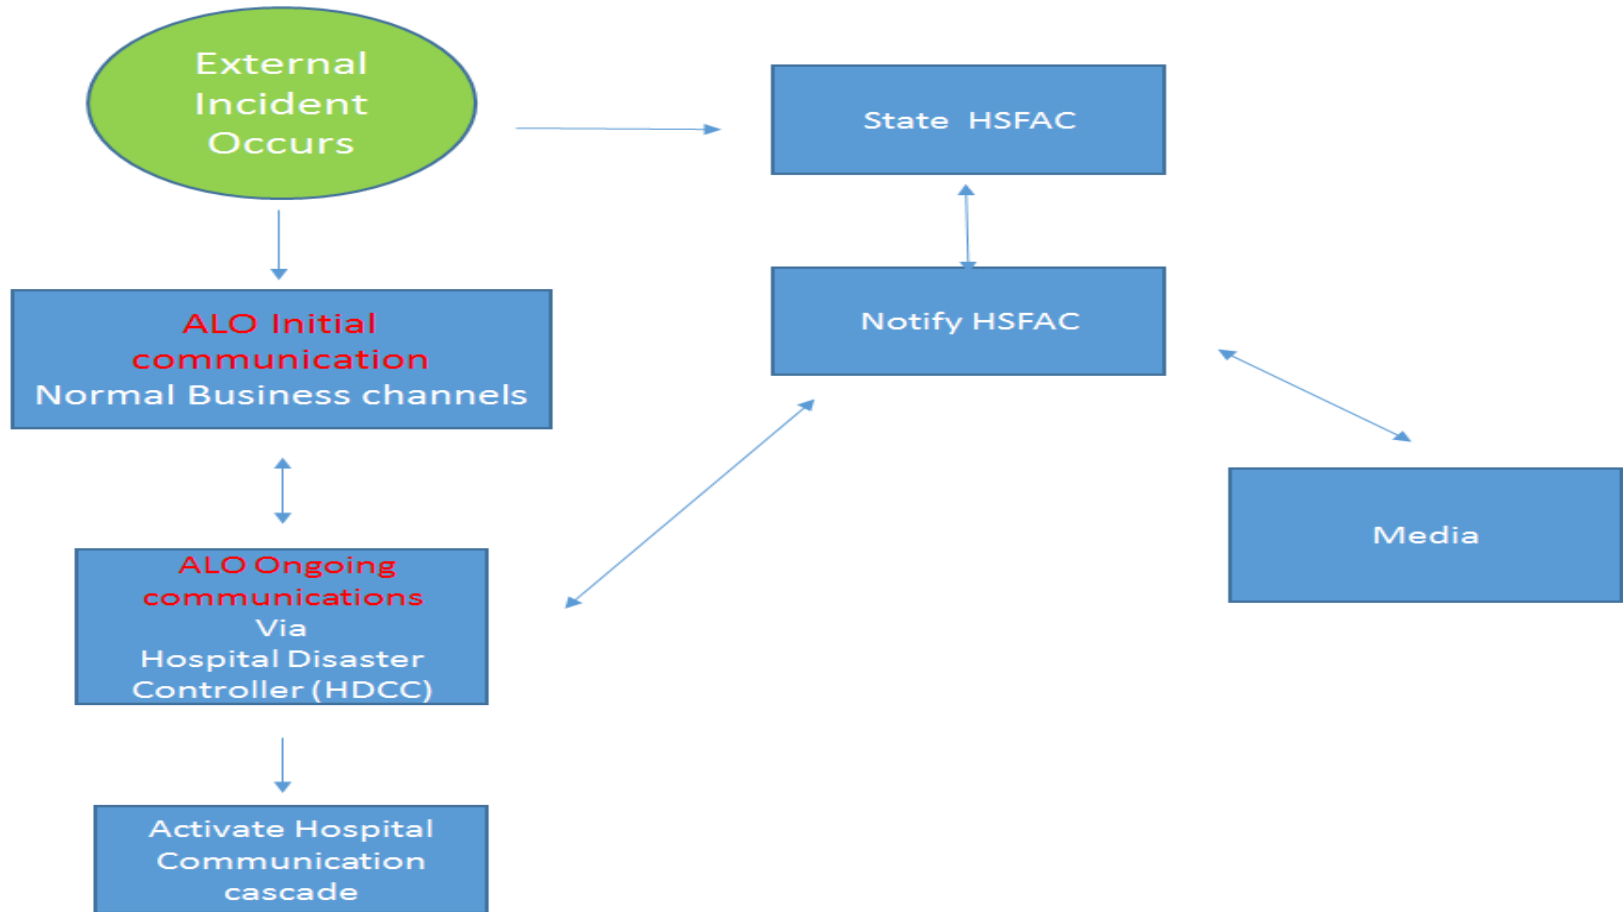 External
Incident
Occurs
State HSFAC
Notify HSFAC
ALO Initial
communication
Normal Business channels
Media
ALO Ongoing
communications
Via
Hospital Disaster
Controller (HDCC)
Activate Hospital
Communication
cascade